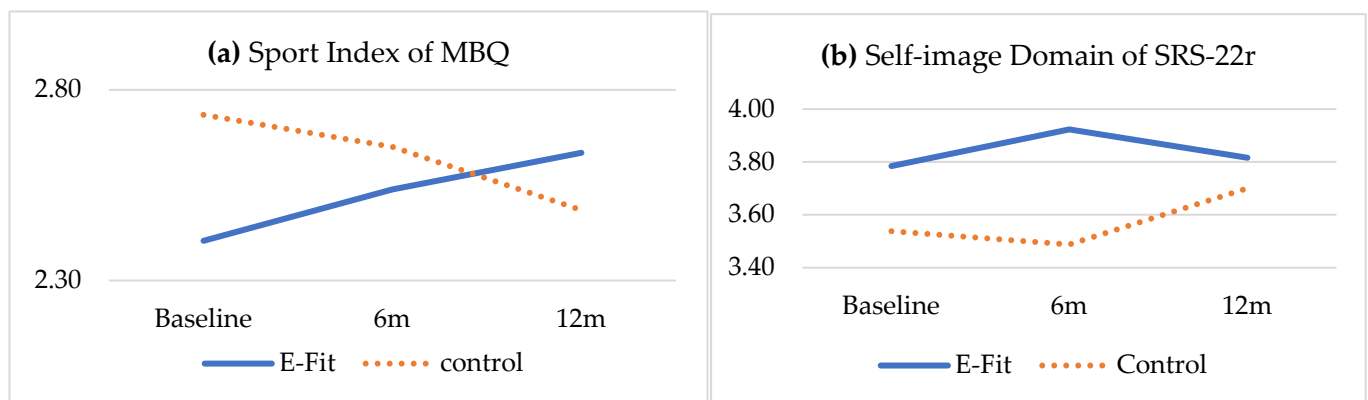 (a) Sport Index of MBQ
2.80
2.30
Baseline 6m 12m
E-Fit control
(b) Self-image Domain of SRS-22r
4.00
3.80
3.60
3.40
Baseline 6m 12m
E-Fit Control